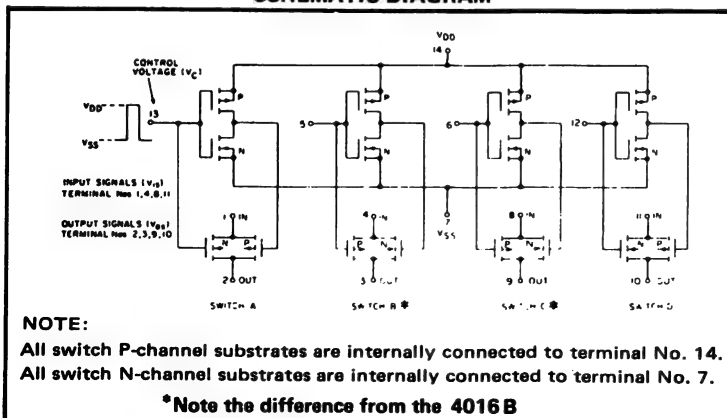 SCHEMATIC DIAGRAM
VDD
14
CONTROL
VOLTAGE (VC)
VDD
13
VSS
P
N
5
P
N
6
P
N
12
P
N
INPUT SIGNALS (Vis)
TERMINAL Nos 1,4,8,11
OUTPUT SIGNALS (Vos)
TERMINAL Nos 2,3,9,10
7
VSS
1 IN
4 IN
8 IN
11 IN
N P
P N
P N
N P
2 OUT
3 OUT
9 OUT
10 OUT
SWITCH A
SWITCH B *
SWITCH C *
SWITCH D
NOTE:
All switch P-channel substrates are internally connected to terminal No. 14.
All switch N-channel substrates are internally connected to terminal No. 7.
*Note the difference from the 4016B